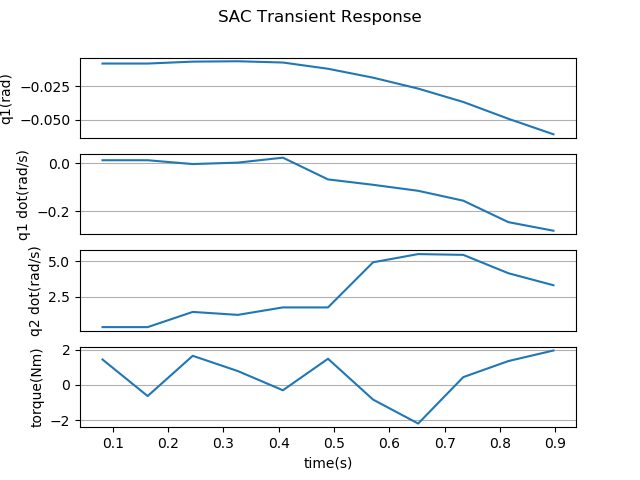 SAC Transient Response
q1(rad)
−0.025
−0.050
q1 dot(rad/s)
0.0
−0.2
q2 dot(rad/s)
5.0
2.5
torque(Nm)
2
0
−2
0.1 0.2 0.3 0.4 0.5 0.6 0.7 0.8 0.9
time(s)